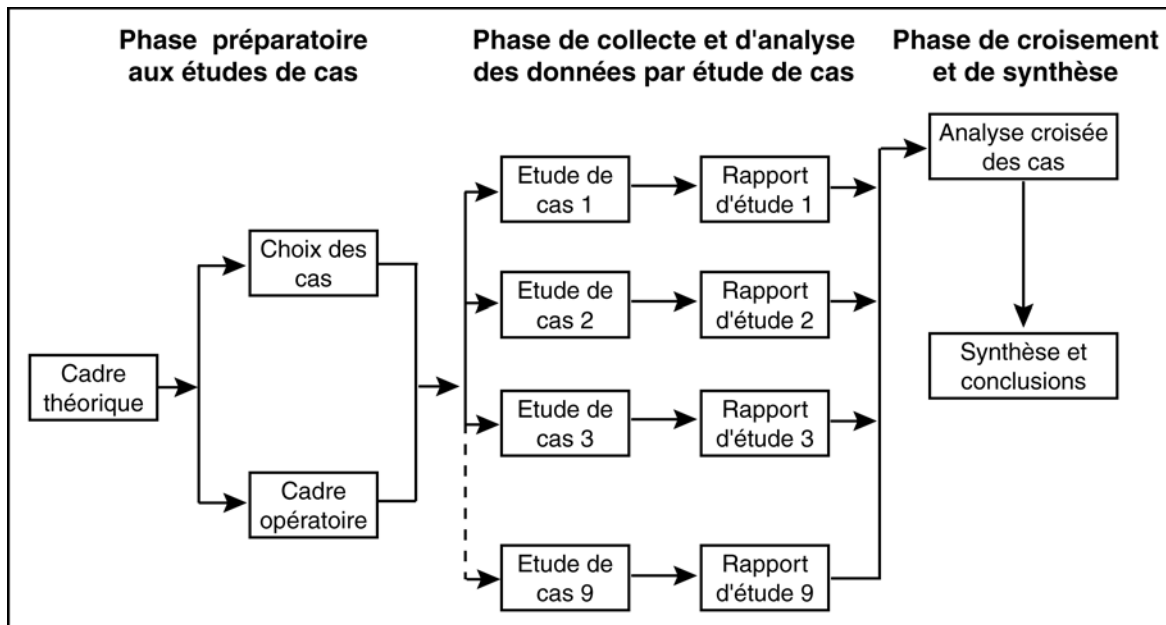 Phase préparatoire
aux études de cas
Phase de collecte et d'analyse
des données par étude de cas
Phase de croisement
et de synthèse
Cadre
théorique
Choix des
cas
Cadre
opératoire
Etude de
cas 1
Rapport
d'étude 1
Etude de
cas 2
Rapport
d'étude 2
Etude de
cas 3
Rapport
d'étude 3
Etude de
cas 9
Rapport
d'étude 9
Analyse croisée
des cas
Synthèse et
conclusions